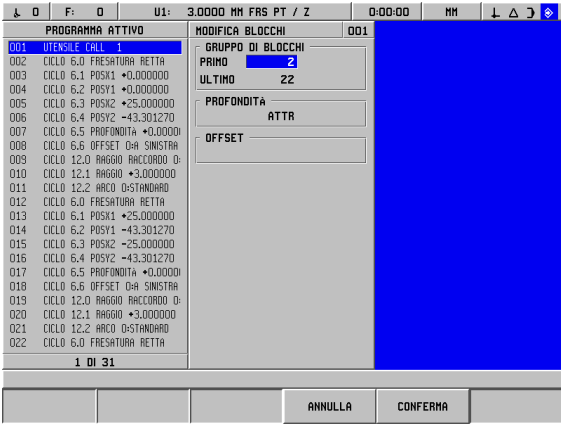 0 F: 0 U1: 3.0000 MM FRS PT / Z 0:00:00 MM
PROGRAMMA ATTIVO
001 UTENSILE CALL 1
002 CICLO 6.0 FRESATURA RETTA
003 CICLO 6.1 POSX1 +0.000000
004 CICLO 6.2 POSY1 +0.000000
005 CICLO 6.3 POSX2 +25.000000
006 CICLO 6.4 POSY2 -43.301270
007 CICLO 6.5 PROFONDITÀ +0.0000
008 CICLO 6.6 OFFSET 0:A SINISTRA
009 CICLO 12.0 RAGGIO RACCORDO 0:
010 CICLO 12.1 RAGGIO +3.000000
011 CICLO 12.2 ARCO 0:STANDARD
012 CICLO 6.0 FRESATURA RETTA
013 CICLO 6.1 POSX1 +25.000000
014 CICLO 6.2 POSY1 -43.301270
015 CICLO 6.3 POSX2 -25.000000
016 CICLO 6.4 POSY2 -43.301270
017 CICLO 6.5 PROFONDITÀ +0.0000
018 CICLO 6.6 OFFSET 0:A SINISTRA
019 CICLO 12.0 RAGGIO RACCORDO 0:
020 CICLO 12.1 RAGGIO +3.000000
021 CICLO 12.2 ARCO 0:STANDARD
022 CICLO 6.0 FRESATURA RETTA
1 DI 31
MODIFICA BLOCCHI 001
GRUPPO DI BLOCCHI
PRIMO 2
ULTIMO 22
PROFONDITÀ
ATTR
OFFSET
ANNULLA CONFERMA